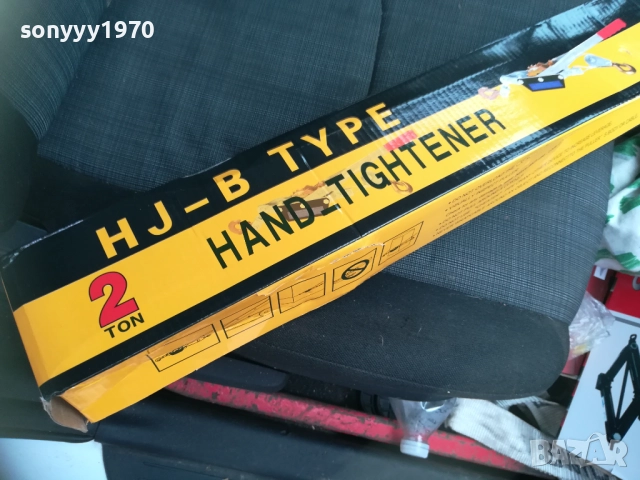 sonyyy1970
HJ-B TYPE
HAND-TIGHTENER
2
TON
BAZAR